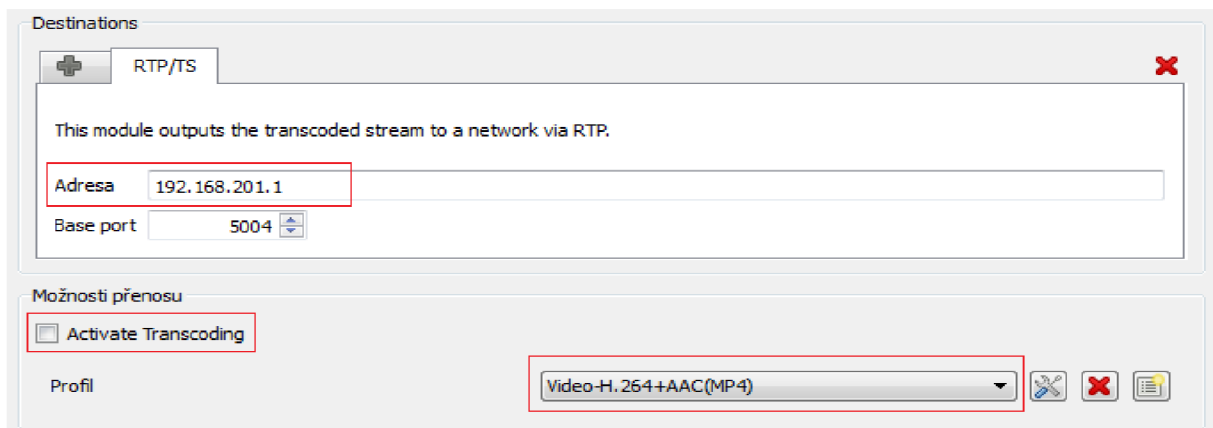 Destinations
RTP/TS
This module outputs the transcoded stream to a network via RTP.
Adresa 192.168.201.1
Base port 5004
Možnosti přenosu
Activate Transcoding
Profil Video-H.264+AAC(MP4)